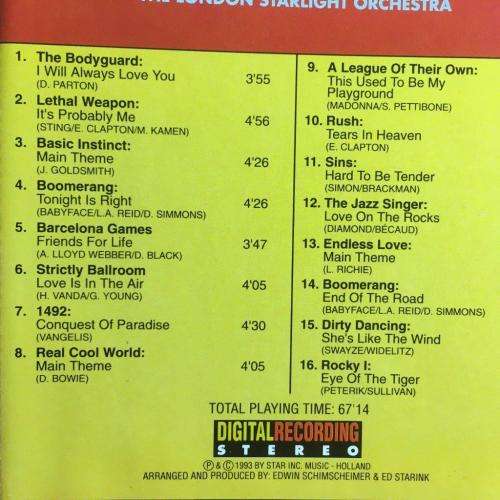 THE LONDON STARLIGHT ORCHESTRA
1. The Bodyguard:
I Will Always Love You 3'55
(D. PARTON)
2. Lethal Weapon:
It's Probably Me 4'56
(STING/E. CLAPTON/M. KAMEN)
3. Basic Instinct:
Main Theme 4'26
(J. GOLDSMITH)
4. Boomerang:
Tonight Is Right 4'26
(BABYFACE/L.A. REID/D. SIMMONS)
5. Barcelona Games
Friends For Life 3'47
(A. LLOYD WEBBER/D. BLACK)
6. Strictly Ballroom
Love Is In The Air 4'05
(H. VANDA/G. YOUNG)
7. 1492:
Conquest Of Paradise 4'30
(VANGELIS)
8. Real Cool World:
Main Theme 4'05
(D. BOWIE)
9. A League Of Their Own:
This Used To Be My
Playground
(MADONNA/S. PETTIBONE)
10. Rush:
Tears In Heaven
(E. CLAPTON)
11. Sins:
Hard To Be Tender
(SIMON/BRACKMAN)
12. The Jazz Singer:
Love On The Rocks
(DIAMOND/BÉCAUD)
13. Endless Love:
Main Theme
(L. RICHIE)
14. Boomerang:
End Of The Road
(BABYFACE/L.A. REID/D. SIMMONS)
15. Dirty Dancing:
She's Like The Wind
(SWAYZE/WIDELITZ)
16. Rocky I:
Eye Of The Tiger
(PETERIK/SULLIVAN)
TOTAL PLAYING TIME: 67'14
DIGITAL RECORDING
STEREO
℗ & © 1993 BY STAR INC. MUSIC - HOLLAND
ARRANGED AND PRODUCED BY: EDWIN SCHIMSCHEIMER & ED STARINK